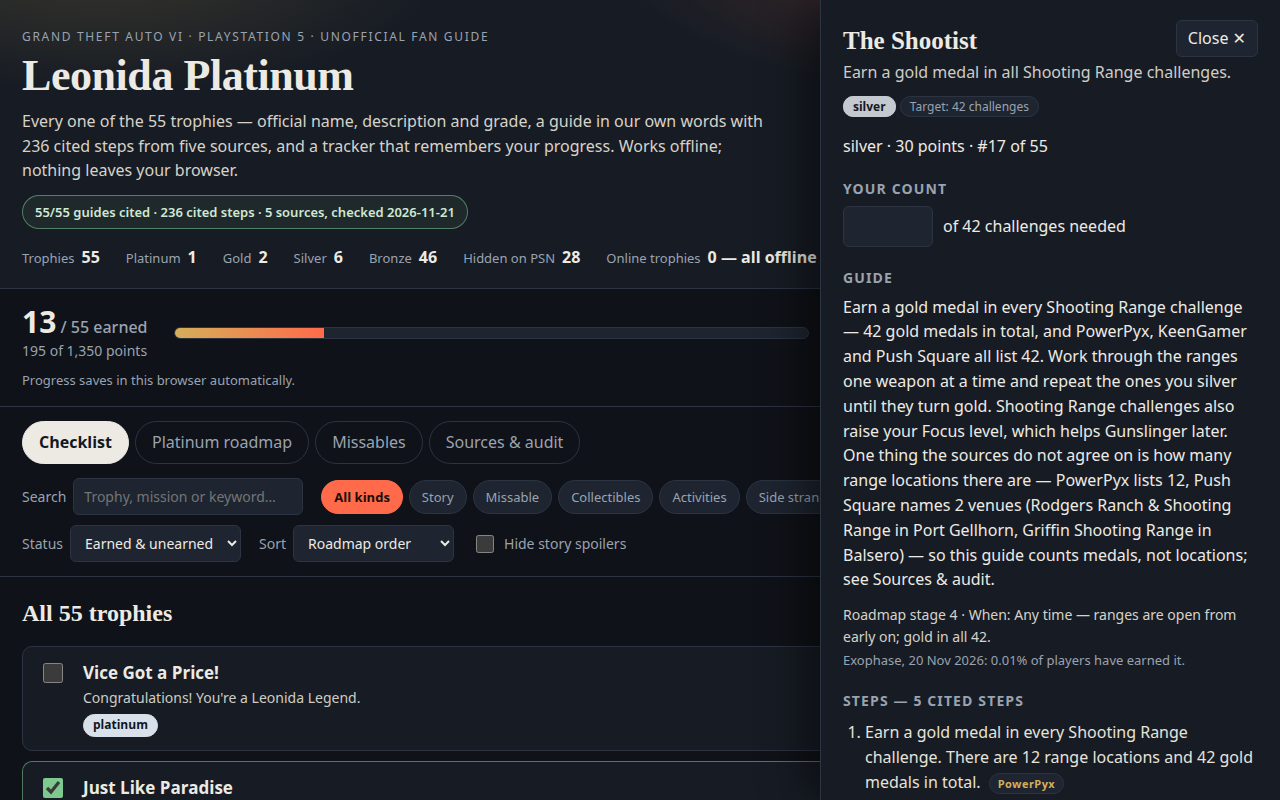 GRAND THEFT AUTO VI · PLAYSTATION 5 · UNOFFICIAL FAN GUIDE
Leonida Platinum
Every one of the 55 trophies — official name, description and grade, a guide in our own words with
236 cited steps from five sources, and a tracker that remembers your progress. Works offline;
nothing leaves your browser.
55/55 guides cited · 236 cited steps · 5 sources, checked 2026-11-21
Trophies 55 Platinum 1 Gold 2 Silver 6 Bronze 46 Hidden on PSN 28 Online trophies 0 — all offline
13 / 55 earned
195 of 1,350 points
Progress saves in this browser automatically.
Checklist Platinum roadmap Missables Sources & audit
Search Trophy, mission or keyword... All kinds Story Missable Collectibles Activities Side stran
Status Earned & unearned Sort Roadmap order Hide story spoilers
All 55 trophies
Vice Got a Price!
Congratulations! You're a Leonida Legend.
platinum
Just Like Paradise
The Shootist
Close ✕
Earn a gold medal in all Shooting Range challenges.
silver Target: 42 challenges
silver · 30 points · #17 of 55
YOUR COUNT
of 42 challenges needed
GUIDE
Earn a gold medal in every Shooting Range challenge
— 42 gold medals in total, and PowerPyx, KeenGamer
and Push Square all list 42. Work through the ranges
one weapon at a time and repeat the ones you silver
until they turn gold. Shooting Range challenges also
raise your Focus level, which helps Gunslinger later.
One thing the sources do not agree on is how many
range locations there are — PowerPyx lists 12, Push
Square names 2 venues (Rodgers Ranch & Shooting
Range in Port Gellhorn, Griffin Shooting Range in
Balsero) — so this guide counts medals, not locations;
see Sources & audit.
Roadmap stage 4 · When: Any time — ranges are open from
early on; gold in all 42.
Exophase, 20 Nov 2026: 0.01% of players have earned it.
STEPS — 5 CITED STEPS
1. Earn a gold medal in every Shooting Range
challenge. There are 12 range locations and 42 gold
medals in total. PowerPyx